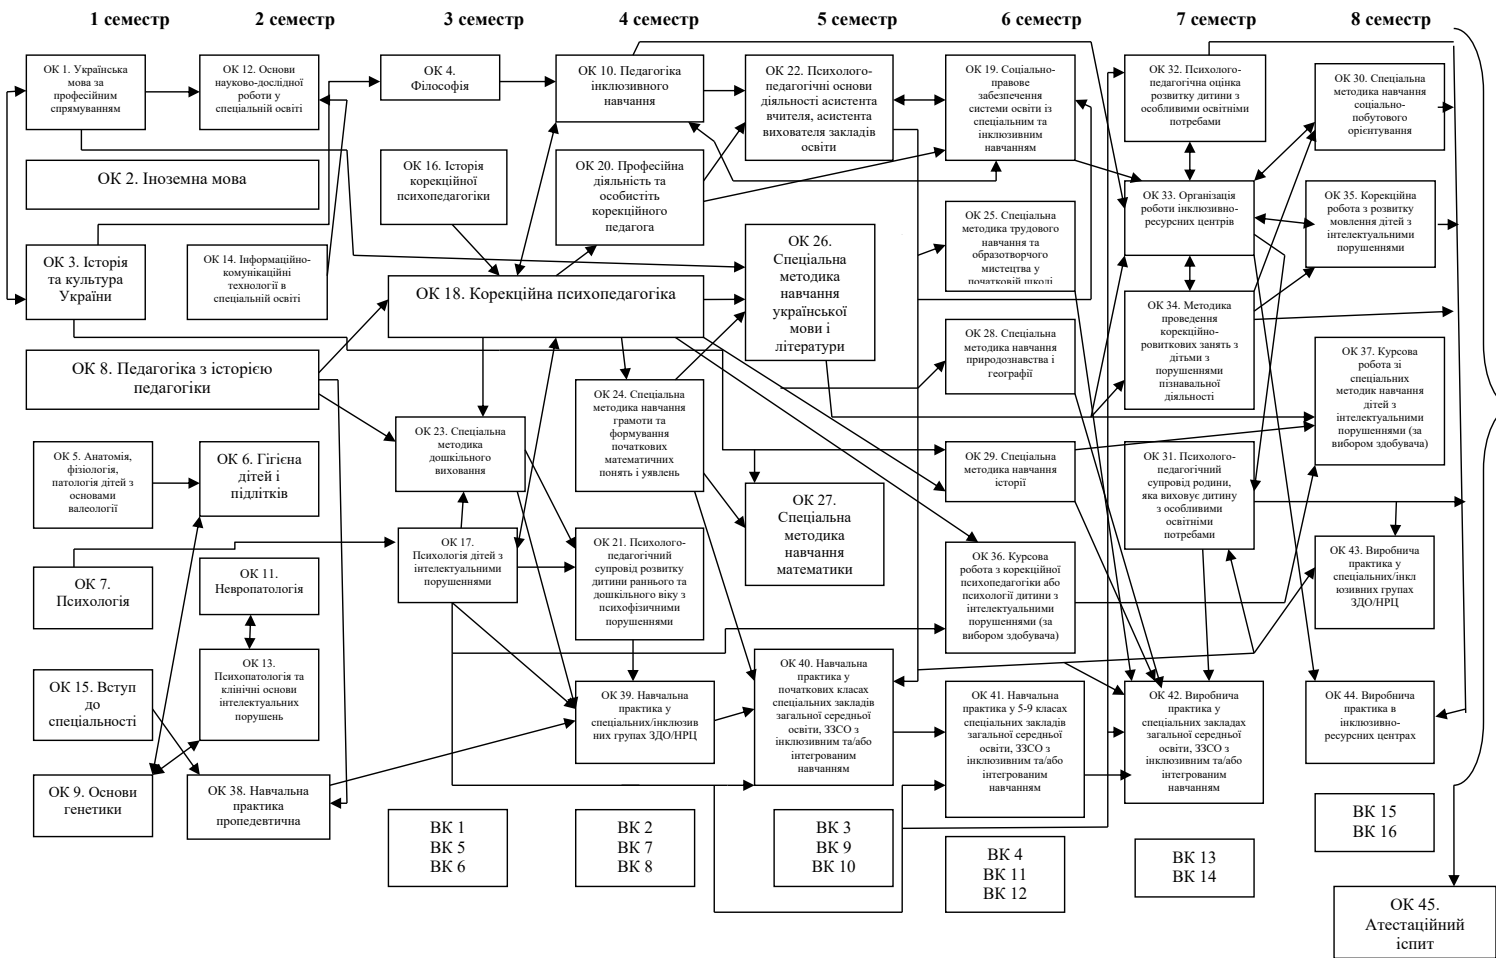 1 семестр
2 семестр
3 семестр
4 семестр
5 семестр
6 семестр
7 семестр
8 семестр
ОК 1. Українська
мова за
професійним
спрямуванням
ОК 12. Основи
науково-дослідної
роботи у
спеціальній освіті
ОК 4.
Філософія
ОК 10. Педагогіка
інклюзивного
навчання
ОК 22. Психолого-
педагогічні основи
діяльності асистента
вчителя, асистента
вихователя закладів
освіти
ОК 19. Соціально-
правове
забезпечення
системи освіти із
спеціальним та
інклюзивним
навчанням
ОК 32. Психолого-
педагогічна оцінка
розвитку дитини з
особливими освітніми
потребами
ОК 30. Спеціальна
методика навчання
соціально-
побутового
орієнтування
ОК 2. Іноземна мова
ОК 16. Історія
корекційної
психопедагогіки
ОК 20. Професійна
діяльність та
особистіть
корекційного
педагога
ОК 33. Організація
роботи інклюзивно-
ресурсних центрів
ОК 35. Корекційна
робота з розвитку
мовлення дітей з
інтелектуальними
порушеннями
ОК 3. Історія
та культура
України
ОК 14. Інформаційно-
комунікаційні
технології в
спеціальній освіті
ОК 18. Корекційна психопедагогіка
ОК 26.
Спеціальна
методика
навчання
української
мови і
літератури
ОК 25. Спеціальна
методика трудового
навчання та
образотворчого
мистецтва у
початковій школі
ОК 34. Методика
проведення
корекційно-
ровиткових занять з
дітьми з
порушеннями
пізнавальної
діяльності
ОК 8. Педагогіка з історією
педагогіки
ОК 24. Спеціальна
методика навчання
грамоти та
формування
початкових
математичних
понять і уявлень
ОК 28. Спеціальна
методика навчання
природознавства і
географії
ОК 37. Курсова
робота зі
спеціальних
методик навчання
дітей з
інтелектуальними
порушеннями (за
вибором здобувача)
ОК 5. Анатомія,
фізіологія,
патологія дітей з
основами
валеології
ОК 6. Гігієна
дітей і
підлітків
ОК 23. Спеціальна
методика
дошкільного
виховання
ОК 27.
Спеціальна
методика
навчання
математики
ОК 29. Спеціальна
методика навчання
історії
ОК 31. Психолого-
педагогічний
супровід родини,
яка виховує дитину
з особливими
освітніми
потребами
ОК 7.
Психологія
ОК 11.
Невропатологія
ОК 17.
Психологія дітей з
інтелектуальними
порушеннями
ОК 21. Психолого-
педагогічний
супровід розвитку
дитини раннього та
дошкільного віку з
психофізичними
порушеннями
ОК 36. Курсова
робота з корекційної
психопедагогіки або
психології дитини з
інтелектуальними
порушеннями (за
вибором здобувача)
ОК 43. Виробнича
практика у
спеціальних/інкл
юзивних групах
ЗДО/НРЦ
ОК 15. Вступ
до
спеціальності
ОК 13.
Психопатологія та
клінічні основи
інтелектуальних
порушень
ОК 39. Навчальна
практика у
спеціальних/інклюзив
них групах ЗДО/НРЦ
ОК 40. Навчальна
практика у
початкових класах
спеціальних закладів
загальної середньої
освіти, ЗЗСО з
інклюзивним та/або
інтегрованим
навчанням
ОК 41. Навчальна
практика у 5-9 класах
спеціальних закладів
загальної середньої
освіти, ЗЗСО з
інклюзивним та/або
інтегрованим
навчанням
ОК 42. Виробнича
практика у
спеціальних закладах
загальної середньої
освіти, ЗЗСО з
інклюзивним та/або
інтегрованим
навчанням
ОК 44. Виробнича
практика в
інклюзивно-
ресурсних центрах
ОК 9. Основи
генетики
ОК 38. Навчальна
практика
пропедевтична
ВК 1
ВК 5
ВК 6
ВК 2
ВК 7
ВК 8
ВК 3
ВК 9
ВК 10
ВК 4
ВК 11
ВК 12
ВК 13
ВК 14
ВК 15
ВК 16
ОК 45.
Атестаційний
іспит